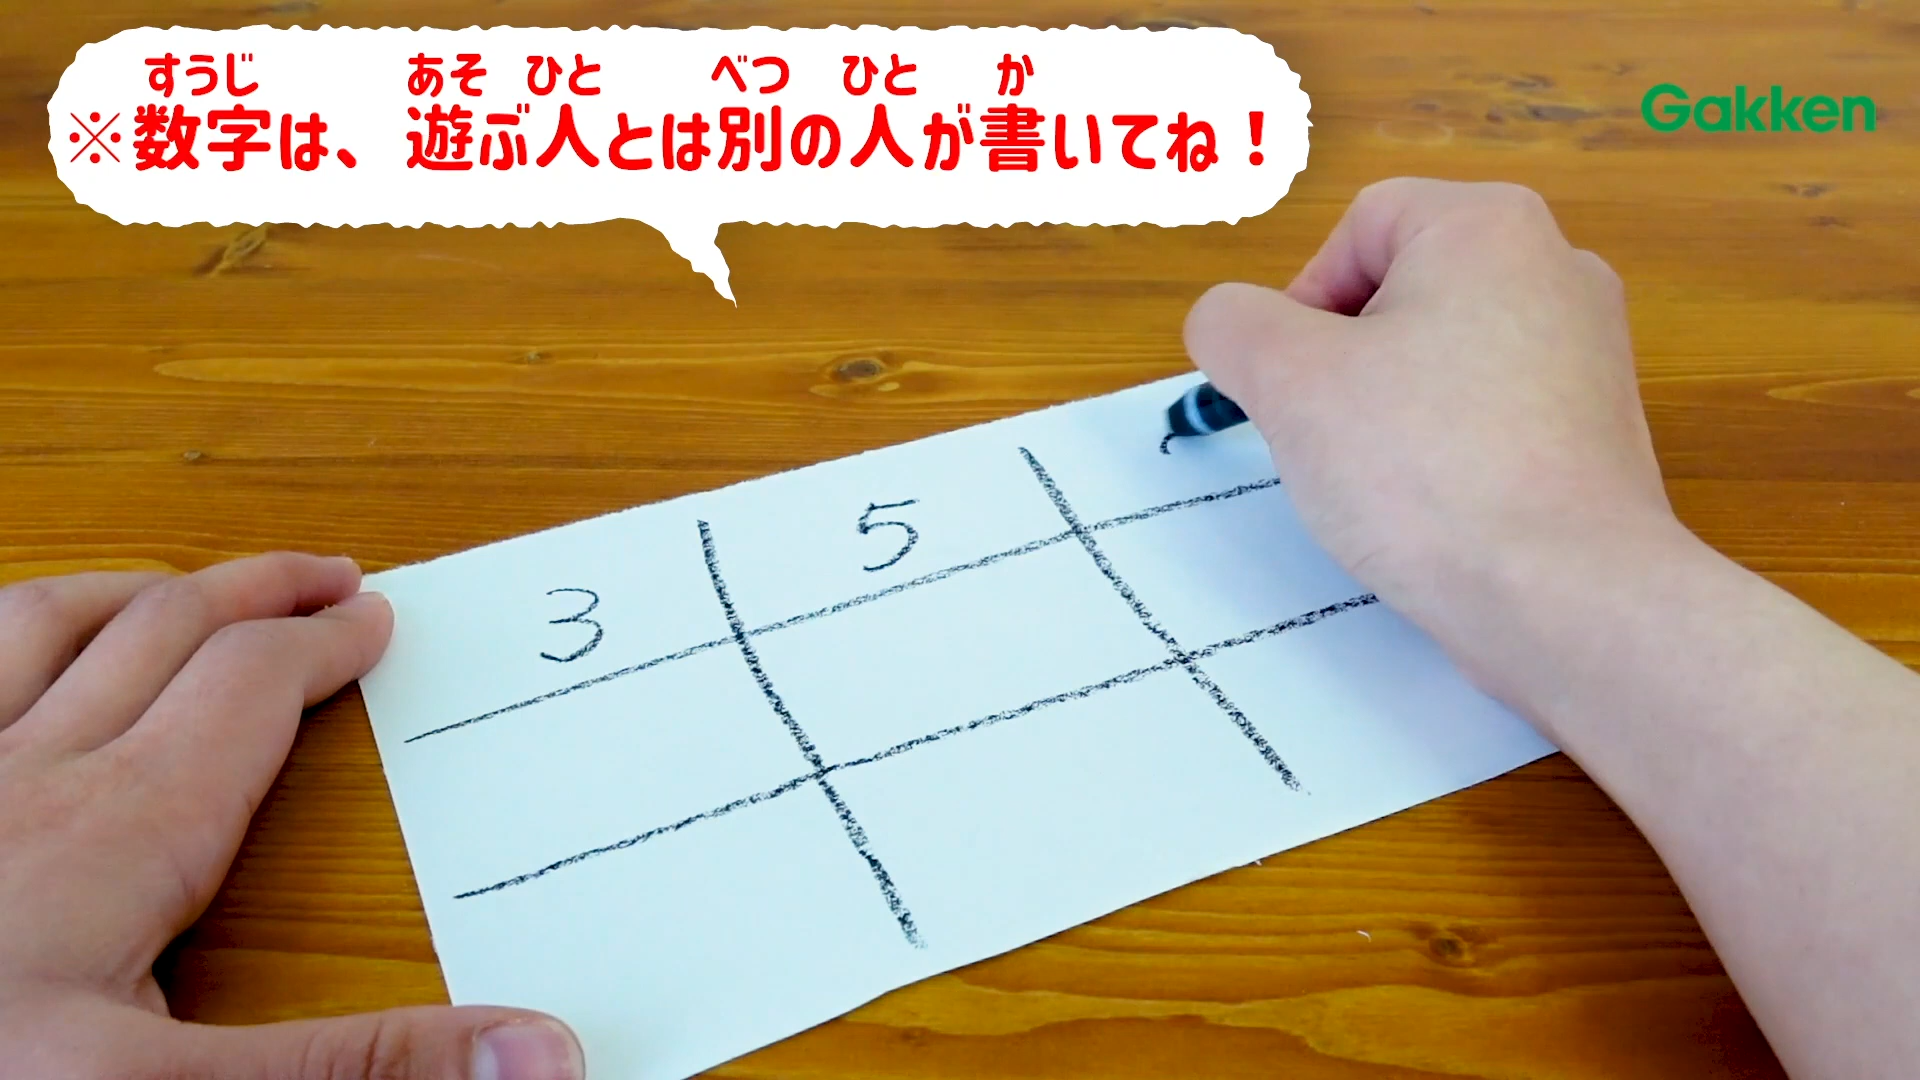 すうじ あそ ひと べつ ひと か
※数字は、遊ぶ人とは別の人が書いてね！
Gakken
3
5